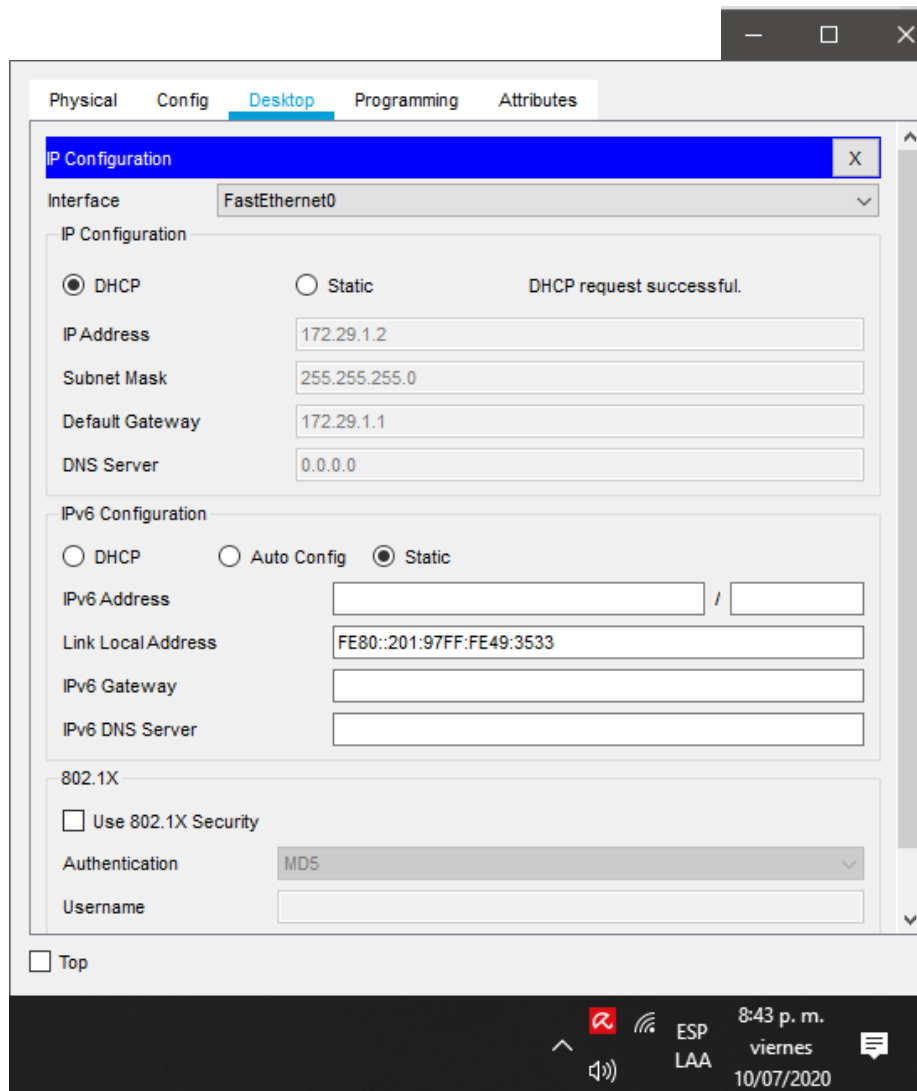 Physical Config Desktop Programming Attributes
IP Configuration X
Interface FastEthernet0
IP Configuration
DHCP Static DHCP request successful.
IP Address 172.29.1.2
Subnet Mask 255.255.255.0
Default Gateway 172.29.1.1
DNS Server 0.0.0.0
IPv6 Configuration
DHCP Auto Config Static
IPv6 Address /
Link Local Address FE80::201:97FF:FE49:3533
IPv6 Gateway
IPv6 DNS Server
802.1X
Use 802.1X Security
Authentication MD5
Username
Top
8:43 p. m.
ESP viernes
LAA 10/07/2020